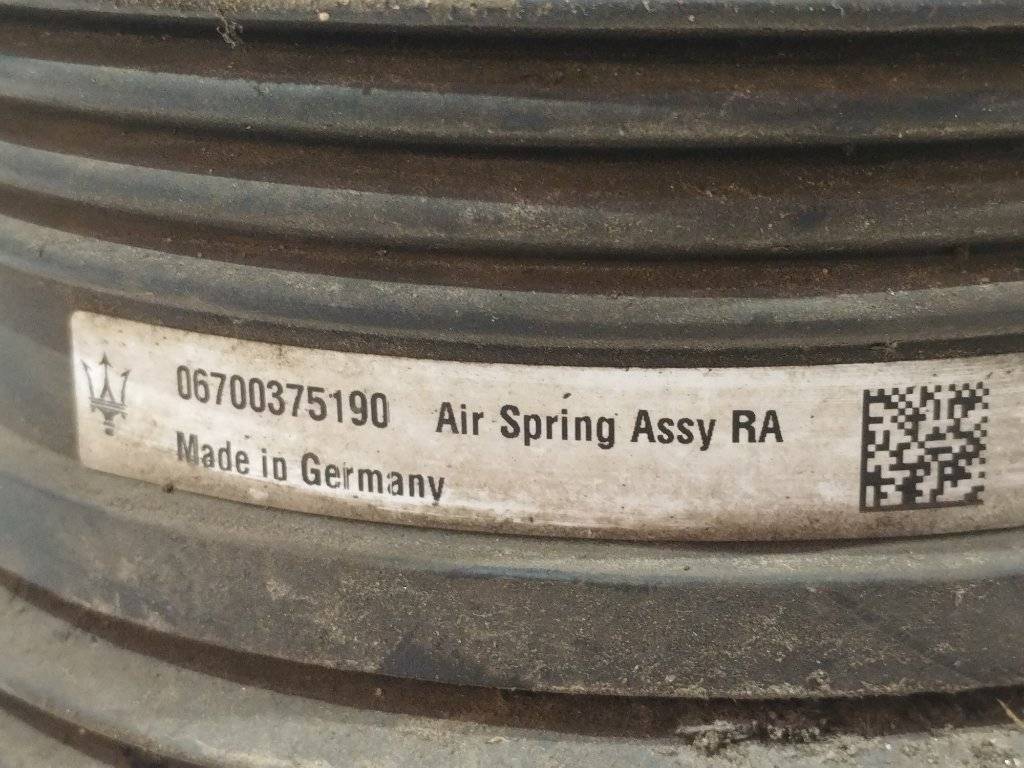 06700375190 Air Spring Assy RA
Made in Germany